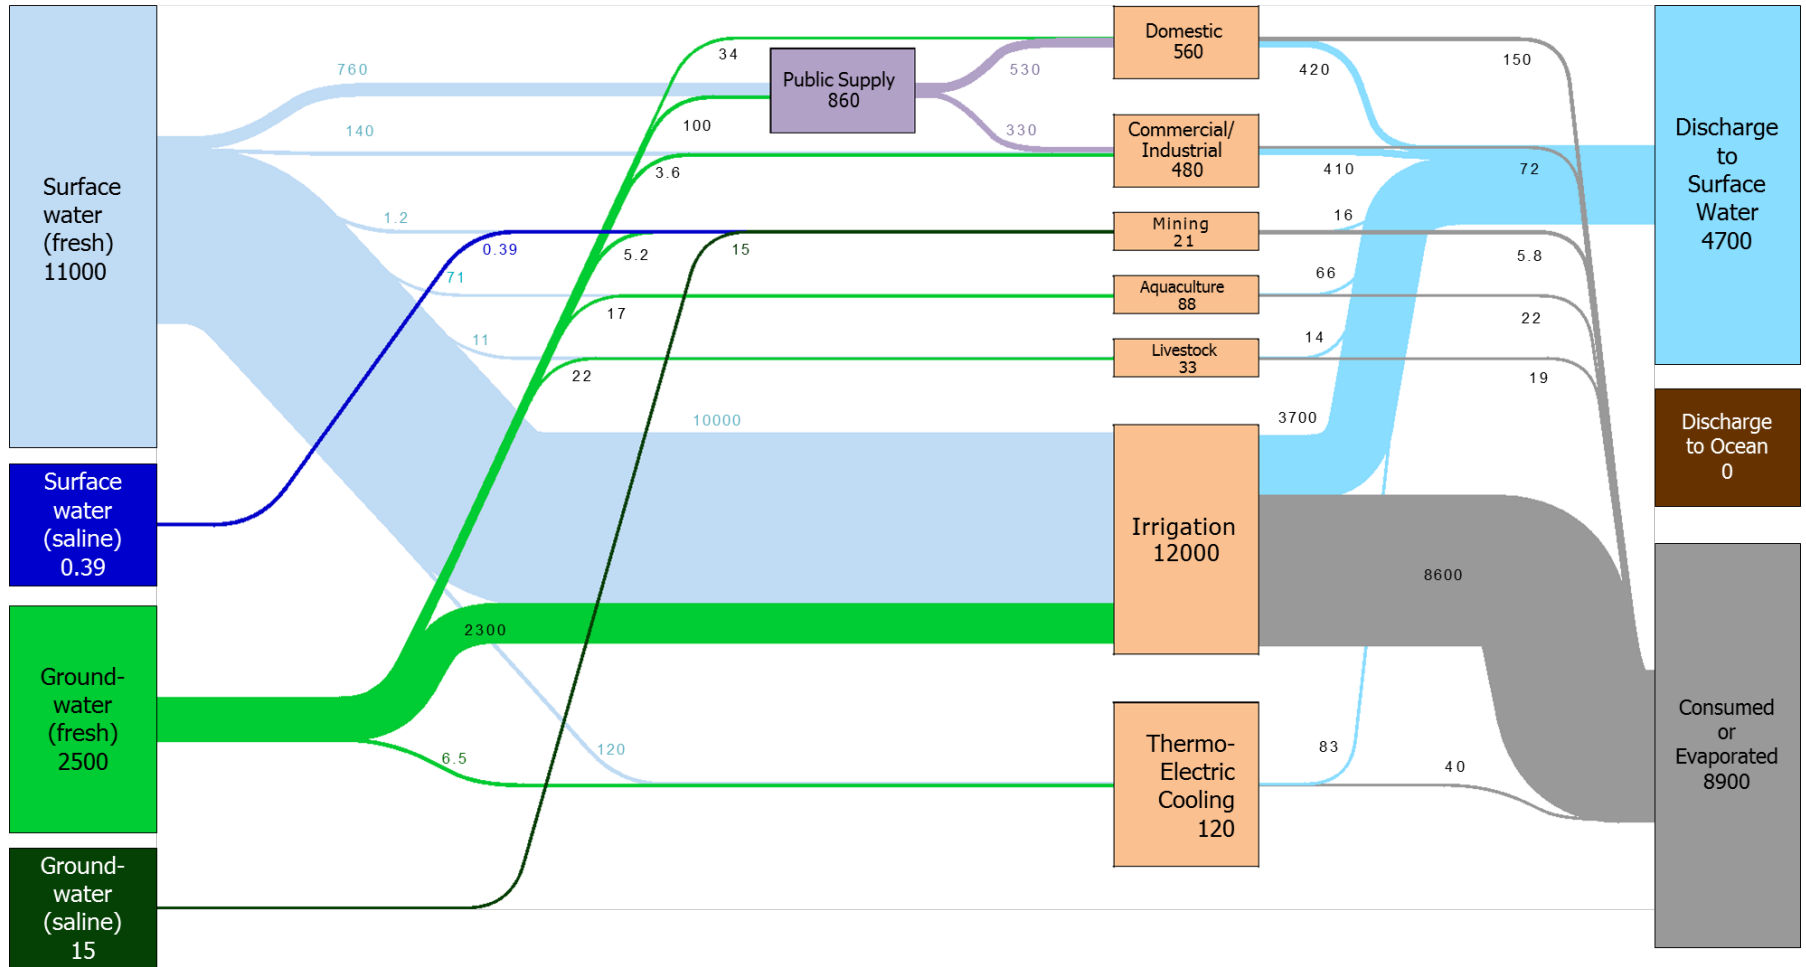 Surface
water
(fresh)
11000
Surface
water
(saline)
0.39
Ground-
water
(fresh)
2500
Ground-
water
(saline)
15
760
140
1.2
0.39
71
11
10000
2300
120
6.5
34
100
3.6
5.2
15
17
22
Public Supply
860
530
330
Domestic
560
Commercial/
Industrial
480
Mining
21
Aquaculture
88
Livestock
33
Irrigation
12000
Thermo-
Electric
Cooling
120
420
150
410
72
16
5.8
66
22
14
19
3700
8600
83
40
Discharge
to
Surface
Water
4700
Discharge
to Ocean
0
Consumed
or
Evaporated
8900